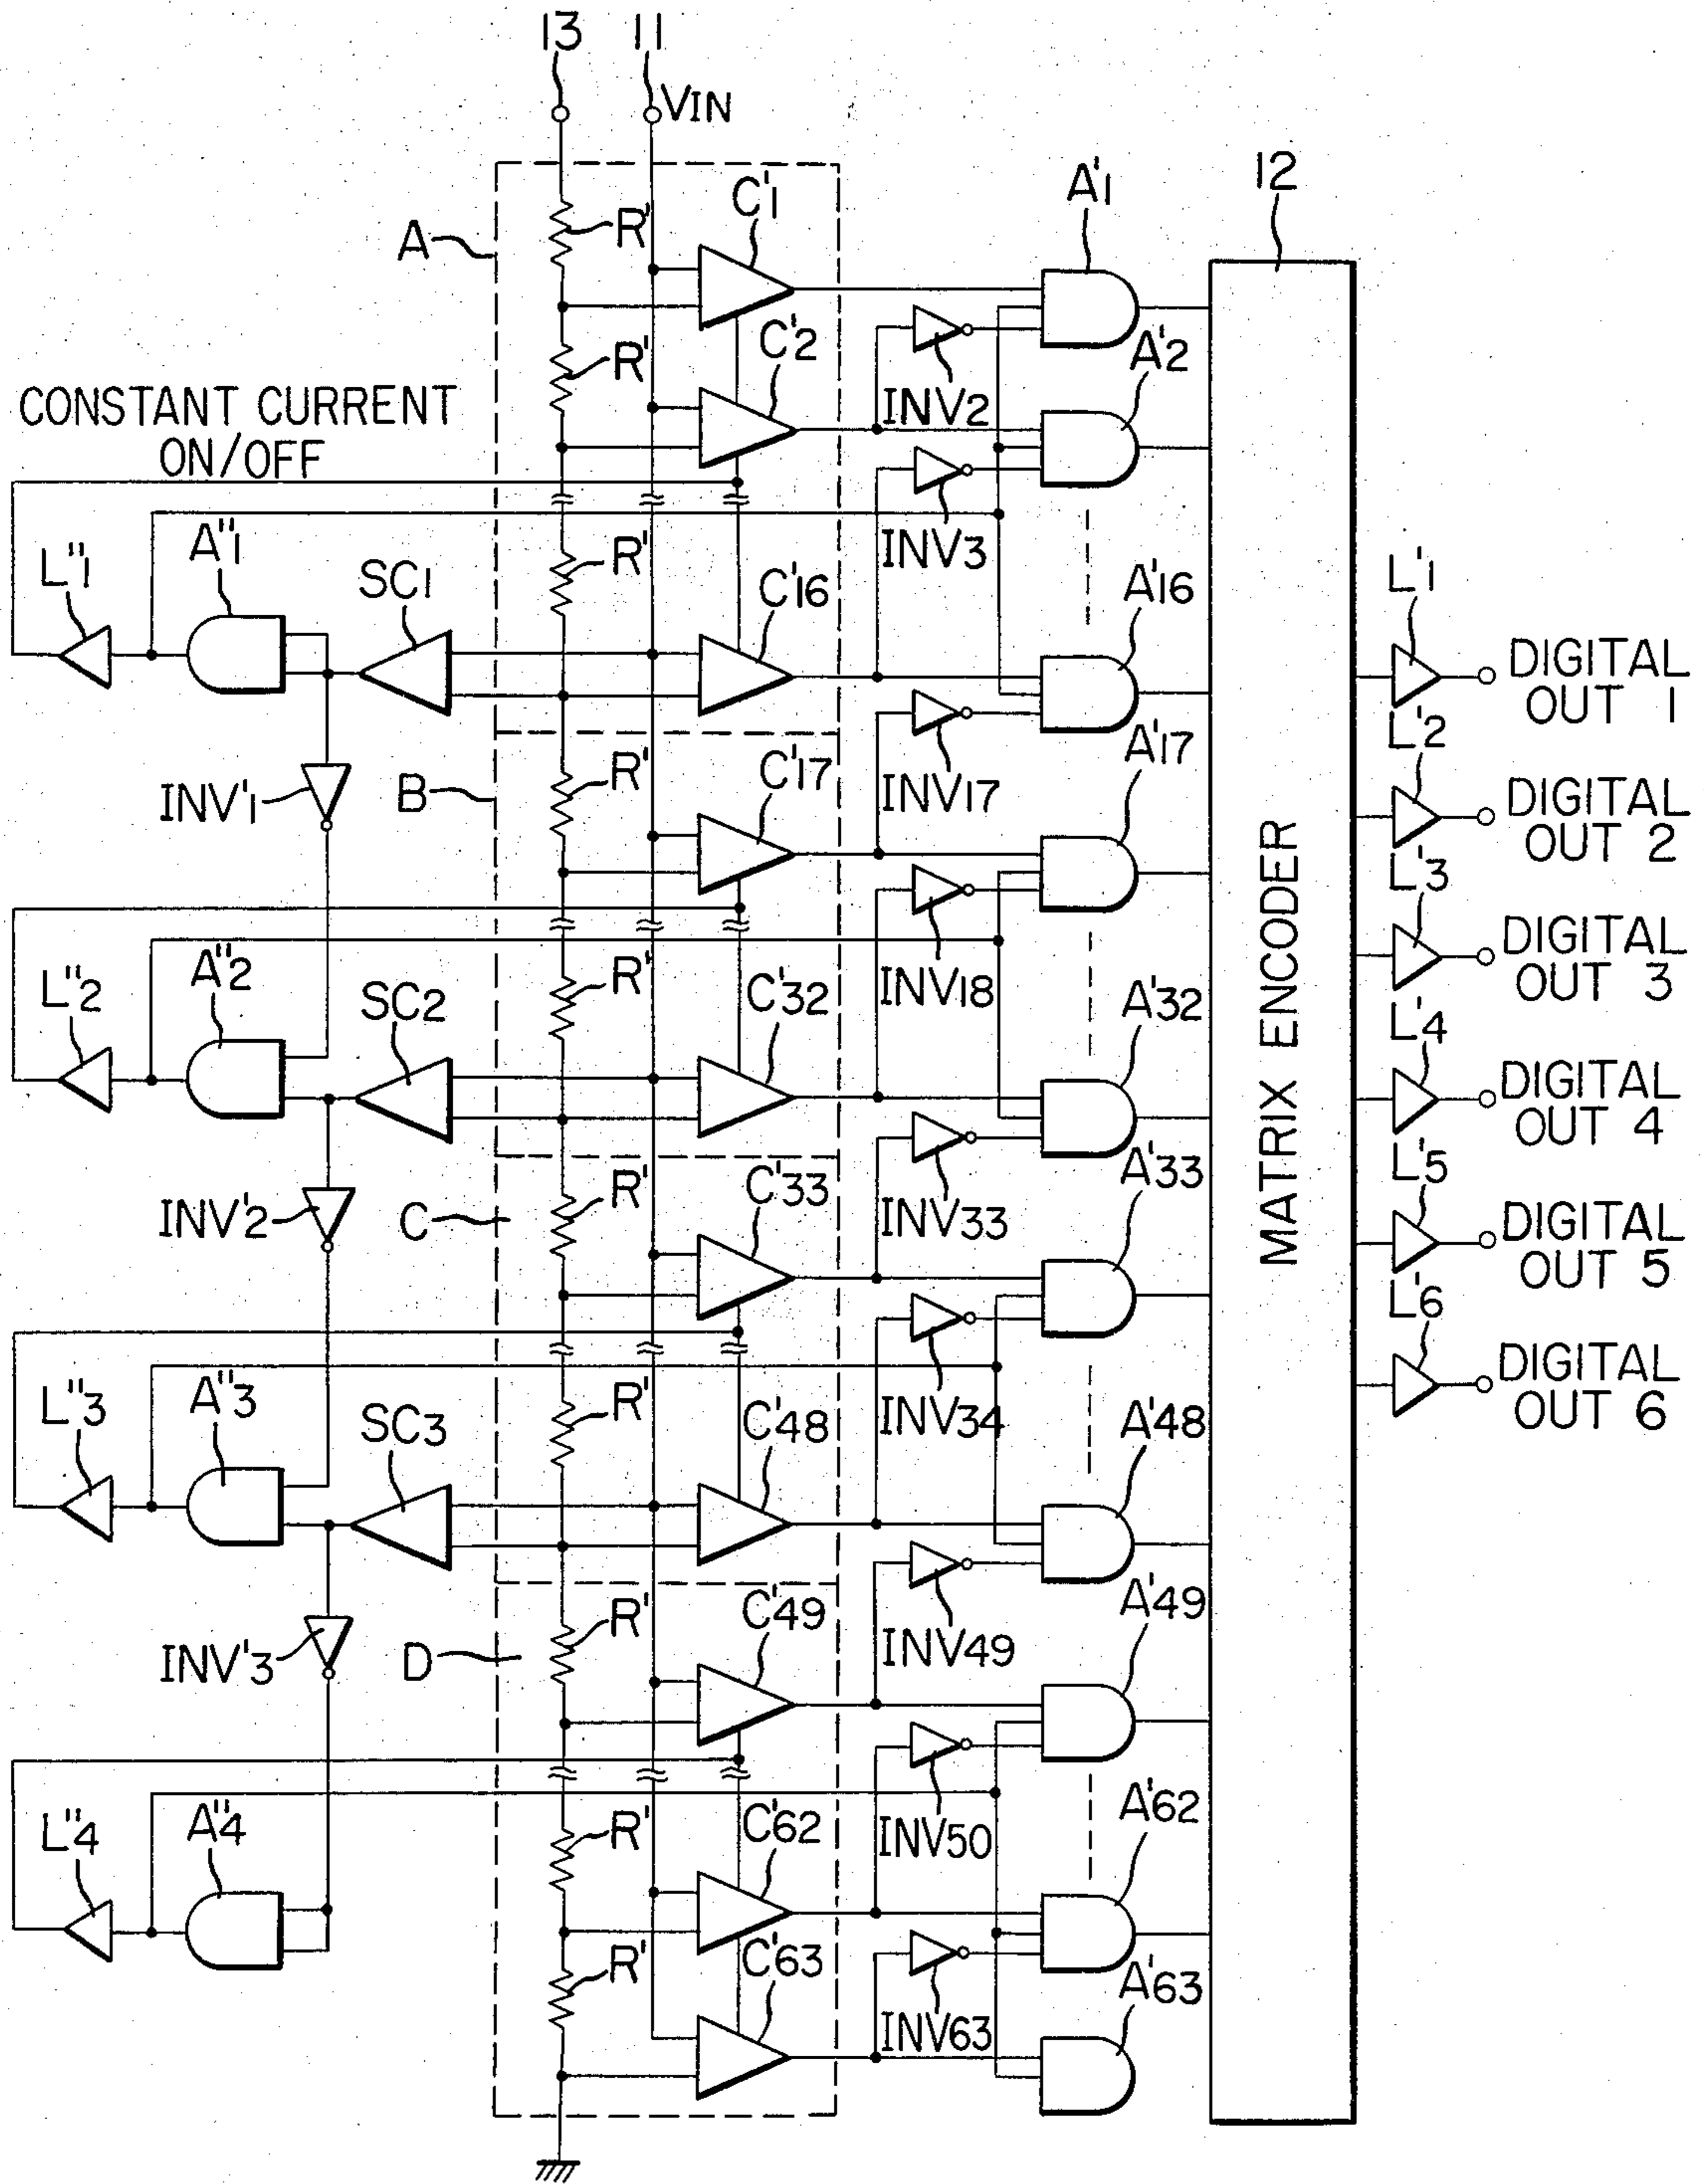 13 11
VIN
A
R'
C'1
A'1
12
R'
C'2
INV2
A'2
CONSTANT CURRENT
ON/OFF
INV3
L"1
A"1
SC1
R'
C'16
A'16
L'1
DIGITAL
OUT 1
INV'1
B
R'
C'17
INV17
A'17
L'2
DIGITAL
OUT 2
MATRIX ENCODER
L'3
DIGITAL
OUT 3
L"2
A"2
SC2
R'
C'32
INV18
A'32
L'4
DIGITAL
OUT 4
INV'2
C
R'
C'33
INV33
A'33
L'5
DIGITAL
OUT 5
L'6
DIGITAL
OUT 6
L"3
A"3
SC3
R'
C'48
INV34
A'48
INV'3
D
R'
C'49
INV49
A'49
L"4
A"4
R'
C'62
INV50
A'62
R'
C'63
INV63
A'63